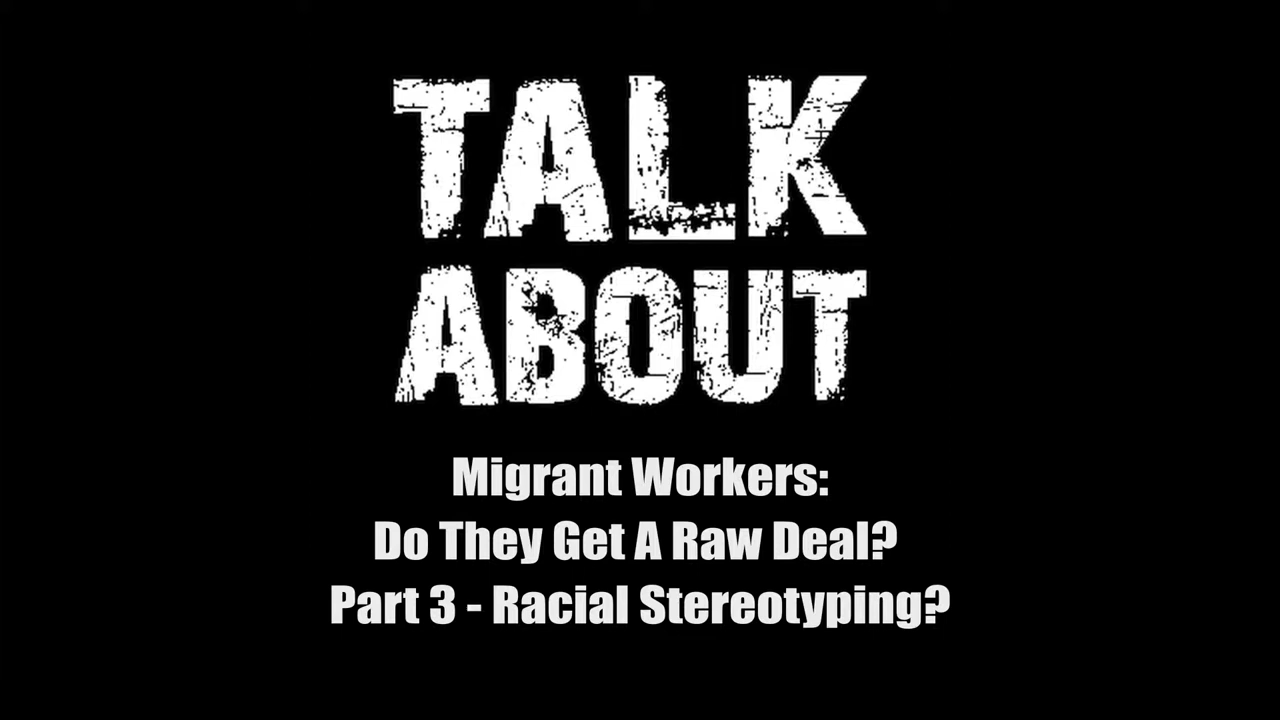 TALK
ABOUT
Migrant Workers:
Do They Get A Raw Deal?
Part 3 - Racial Stereotyping?